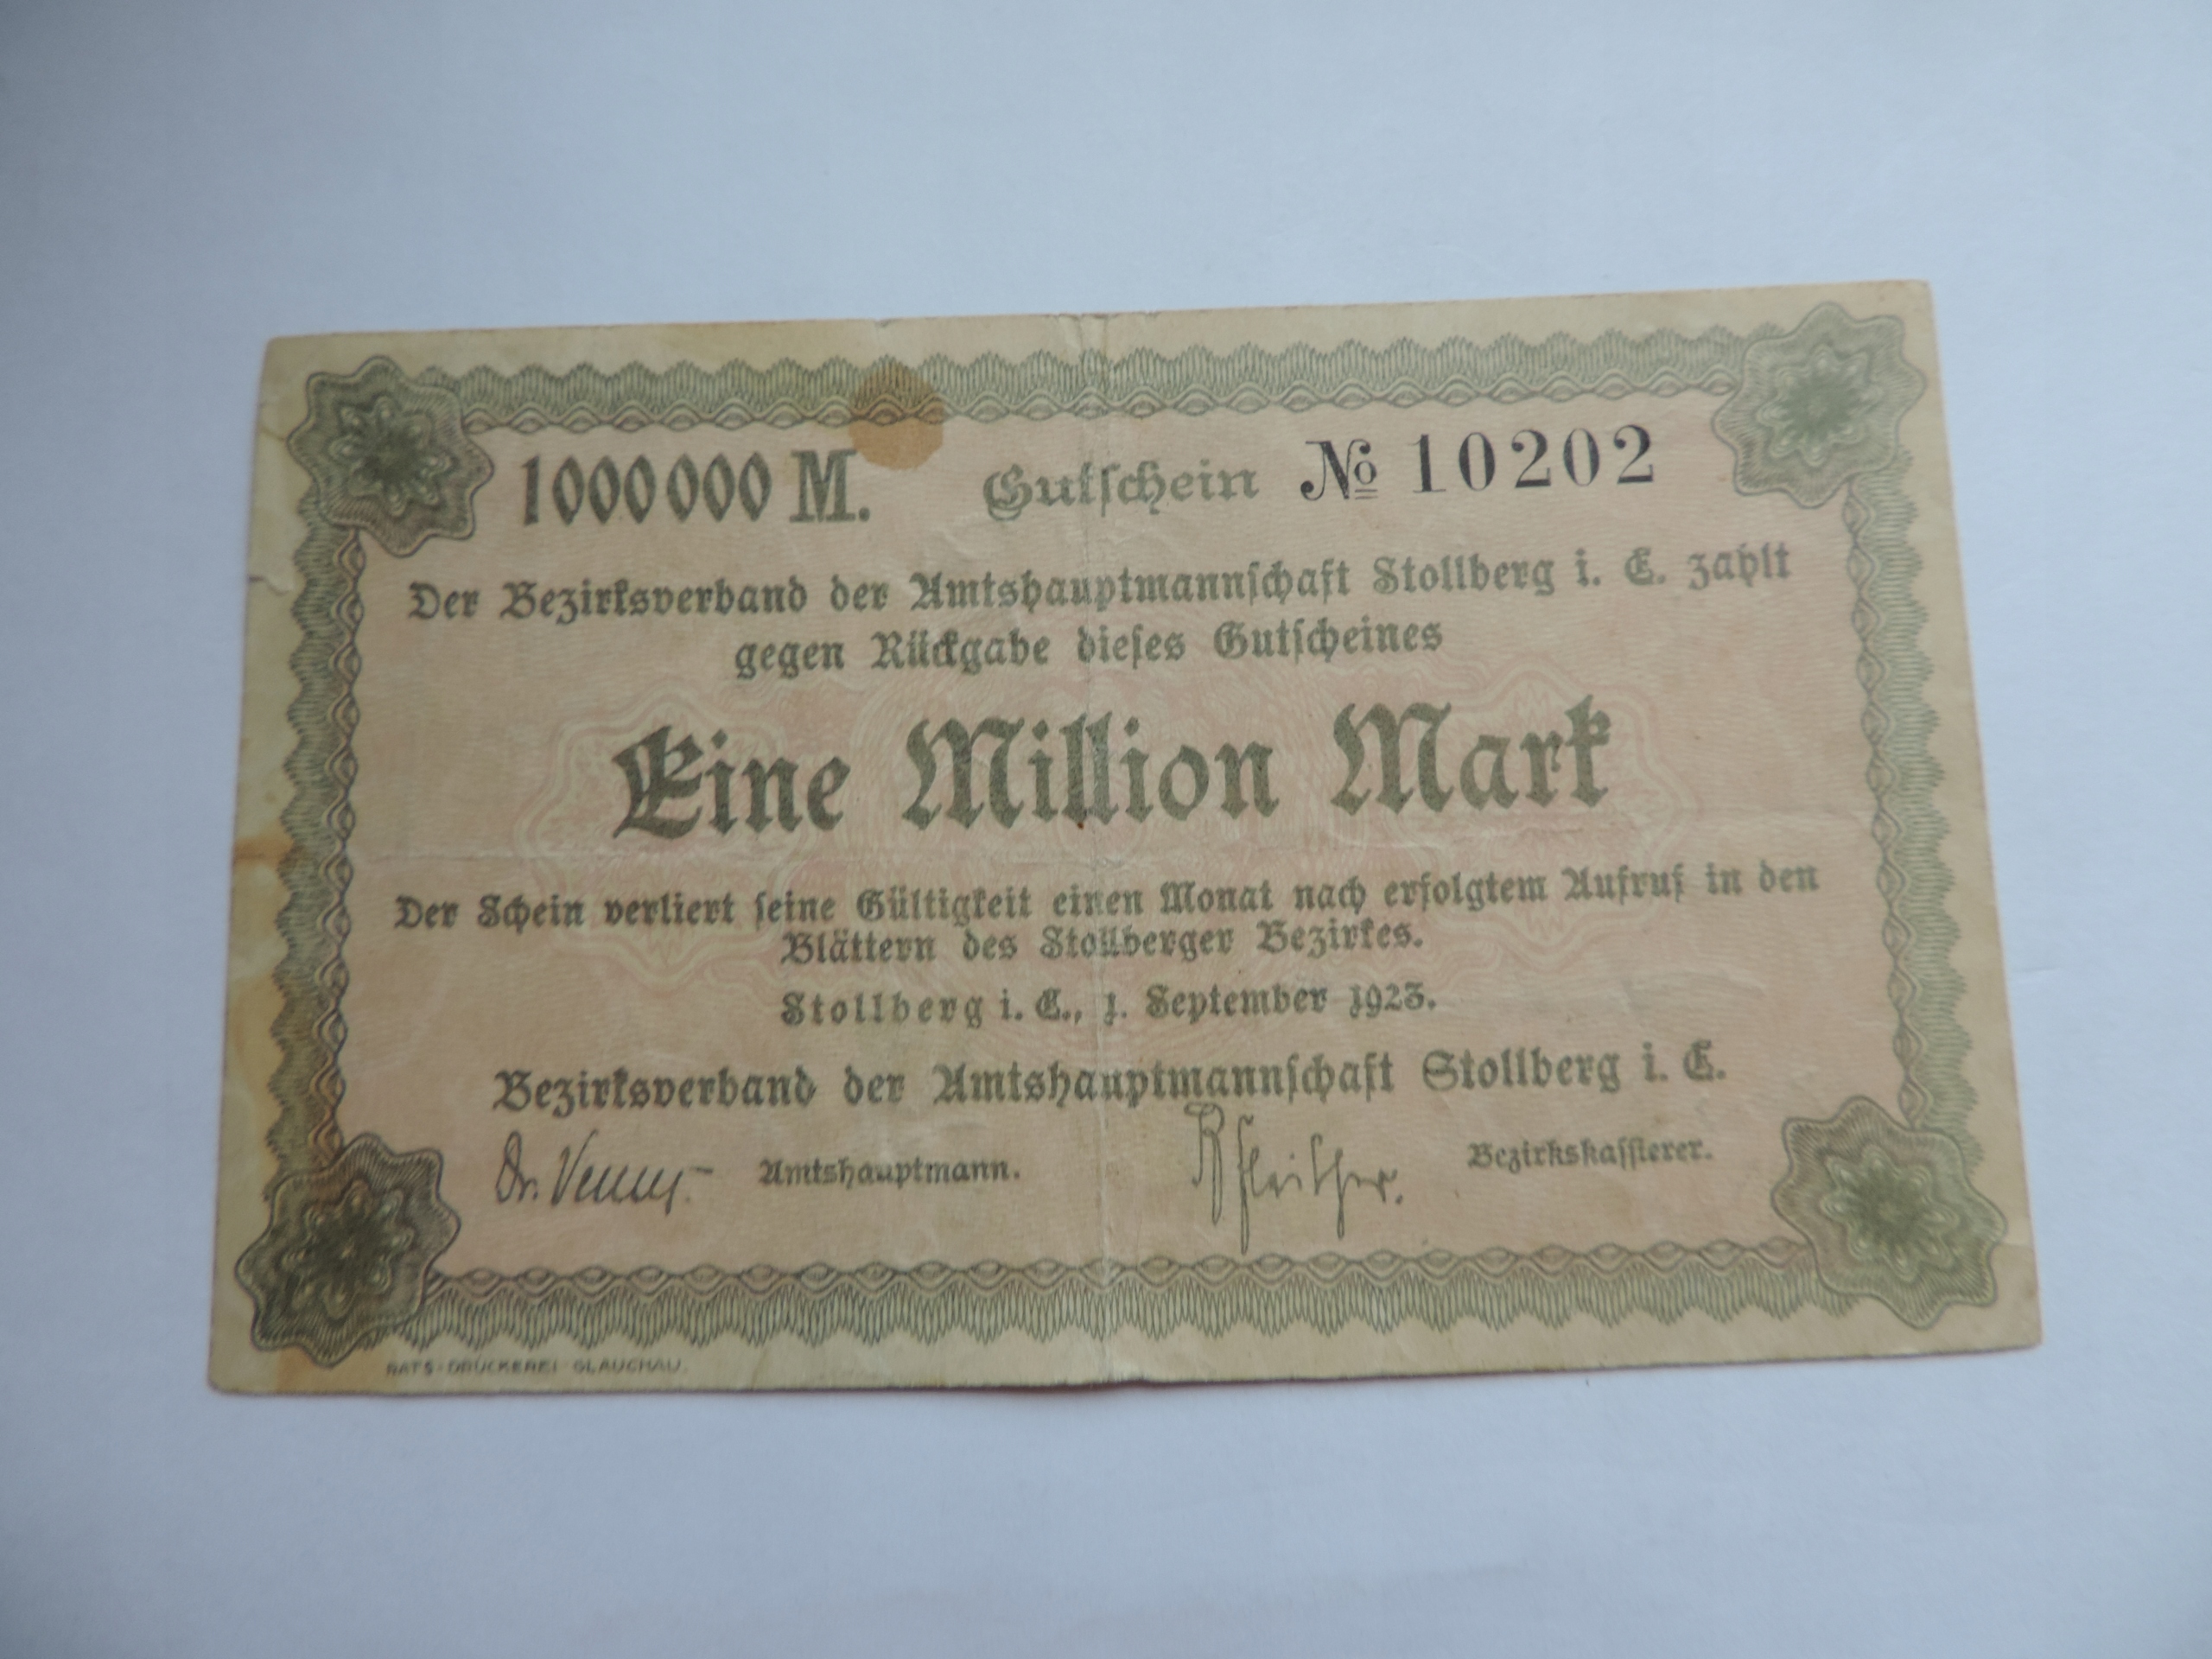 1000000 M. Gutschein № 10202
Der Bezirksverband der Amtshauptmannschaft Stollberg i. E. zahlt
gegen Rückgabe dieses Gutscheines
Eine Million Mark
Der Schein verliert seine Gültigkeit einen Monat nach erfolgtem Aufruf in den
Blättern des Stollberger Bezirkes.
Stollberg i. E., 1. September 1923.
Bezirksverband der Amtshauptmannschaft Stollberg i. E.
Dr. Amtshauptmann. Bezirkskassierer.
RATS-DRUCKEREI GLAUCHAU.